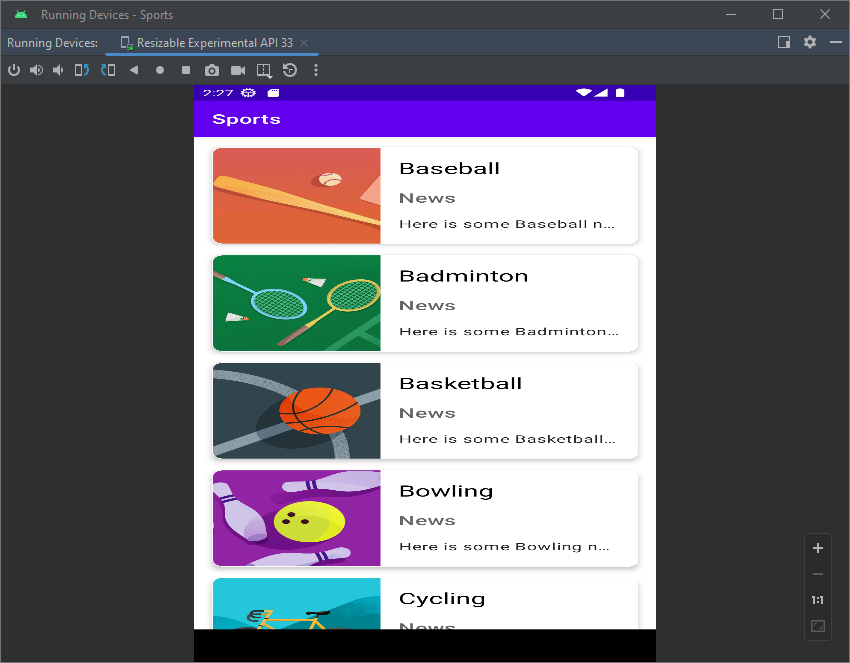 Running Devices - Sports
Running Devices:
Resizable Experimental API 33
2:27
Sports
Baseball
News
Here is some Baseball n...
Badminton
News
Here is some Badminton...
Basketball
News
Here is some Basketball...
Bowling
News
Here is some Bowling n...
Cycling
News
1:1